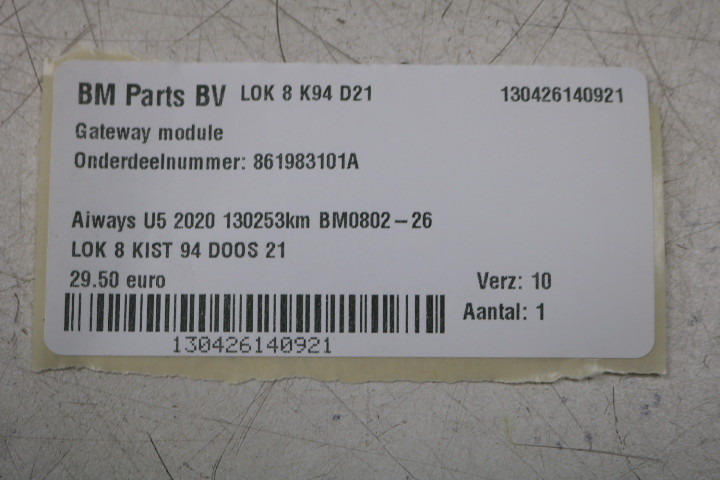 BM Parts BV LOK 8 K94 D21 130426140921
Gateway module
Onderdeelnummer: 861983101A
Aiways U5 2020 130253km BM0802-26
LOK 8 KIST 94 DOOS 21
29.50 euro Verz: 10
Aantal: 1
130426140921